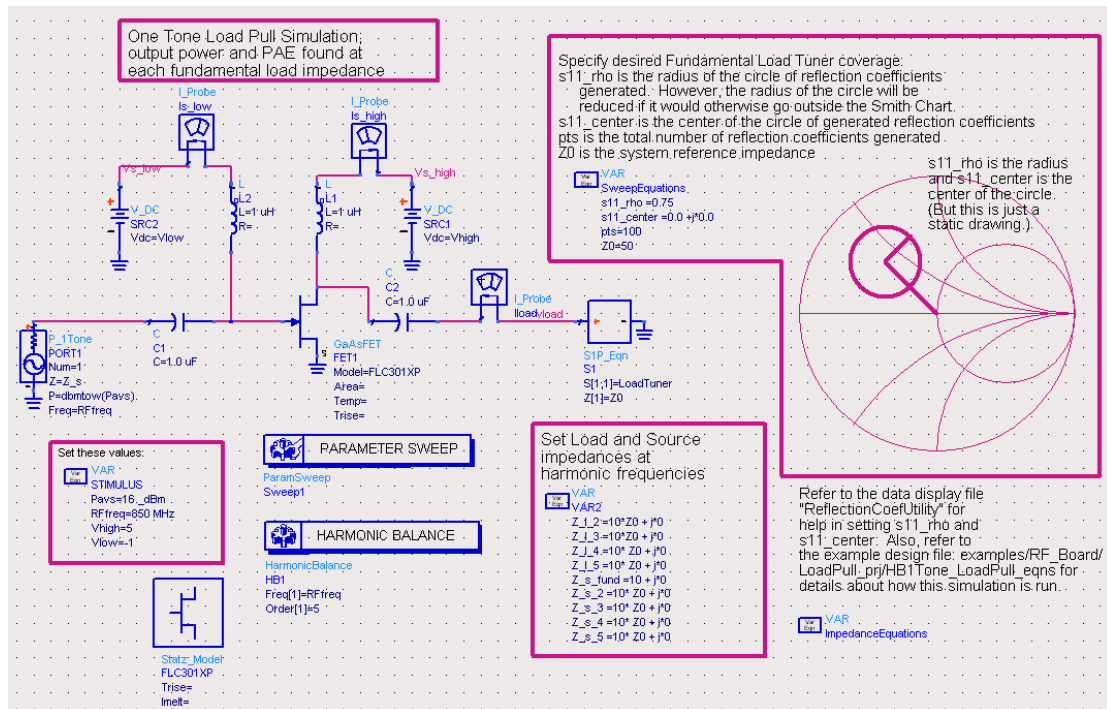 One Tone Load Pull Simulation;
output power and PAE found at
each fundamental load impedance
Specify desired Fundamental Load Tuner coverage:
s11_rho is the radius of the circle of reflection coefficients
generated. However, the radius of the circle will be
reduced if it would otherwise go outside the Smith Chart.
s11_center is the center of the circle of generated reflection coefficients
pts is the total number of reflection coefficients generated
Z0 is the system reference impedance
s11_rho is the radius
and s11_center is the
center of the circle.
(But this is just a
static drawing.)
Var
Eqn
VAR
SweepEquations
s11_rho =0.75
s11_center =0.0 +j*0.0
pts=100
Z0=50
I_Probe
Is_low
I_Probe
Is_high
Vs_low
Vs_high
L
L2
L=1 uH
R=
L
L1
L=1 uH
R=
V_DC
SRC2
Vdc=Vlow
V_DC
SRC1
Vdc=Vhigh
C
C2
C=1.0 uF
I_Probe
Iload
vload
P_1Tone
PORT1
Num=1
Z=Z_s
P=dbmtow(Pavs)
Freq=RFfreq
C
C1
C=1.0 uF
S
GaAsFET
FET1
Model=FLC301XP
Area=
Temp=
Trise=
S1P_Eqn
S1
S[1,1]=LoadTuner
Z[1]=Z0
Set these values:
Var
Eqn
VAR
STIMULUS
Pavs=16._dBm
RFfreq=850 MHz
Vhigh=5
Vlow=-1
PARAMETER SWEEP
ParamSweep
Sweep1
HARMONIC BALANCE
HarmonicBalance
HB1
Freq[1]=RFfreq
Order[1]=5
Statz_Model
FLC301XP
Trise=
Imelt=
Set Load and Source
impedances at
harmonic frequencies
Var
Eqn
VAR
VAR2
Z_l_2 =10*Z0 + j*0
Z_l_3 =10*Z0 + j*0
Z_l_4 =10* Z0 + j*0
Z_l_5 =10* Z0 + j*0
Z_s_fund =10 + j*0
Z_s_2 =10* Z0 + j*0
Z_s_3 =10* Z0 + j*0
Z_s_4 =10* Z0 + j*0
Z_s_5 =10* Z0 + j*0
Refer to the data display file
"ReflectionCoefUtility" for
help in setting s11_rho and
s11_center: Also, refer to
the example design file: examples/RF_Board/
LoadPull_prj/HB1Tone_LoadPull_eqns for
details about how this simulation is run.
Var
Eqn
VAR
ImpedanceEquations